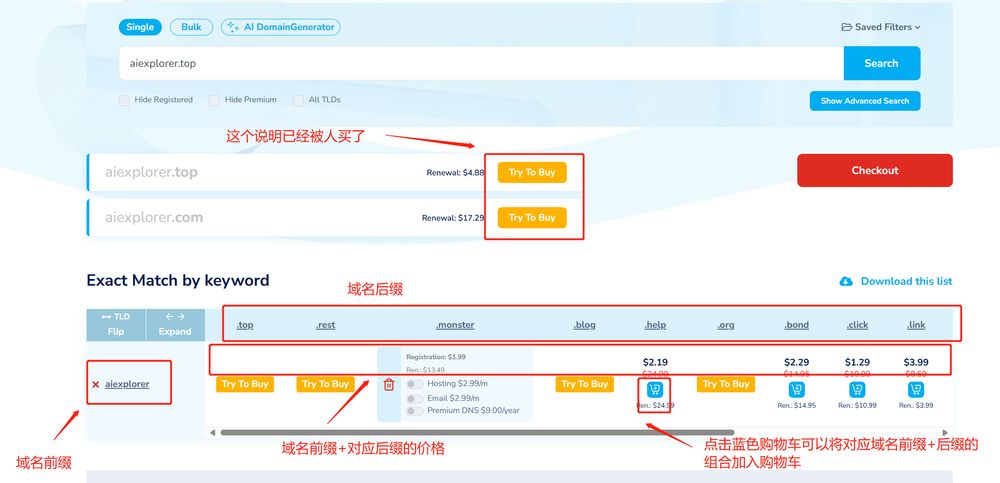 Single
Bulk
AI DomainGenerator
Saved Filters
aiexplorer.top
Search
Hide Registered
Hide Premium
All TLDs
Show Advanced Search
这个说明已经被人买了
aiexplorer.top
Renewal: $4.88
Try To Buy
Checkout
aiexplorer.com
Renewal: $17.29
Try To Buy
Exact Match by keyword
域名后缀
Download this list
TLD
Flip
Expand
.top
.rest
.monster
.blog
.help
.org
.bond
.click
.link
aiexplorer
Try To Buy
Try To Buy
Registration: $1.99
Ren.: $13.49
Hosting $2.99/m
Email $2.99/m
Premium DNS $9.00/year
Try To Buy
$2.19
$24.99
Ren.: $24.99
Try To Buy
$2.29
$14.95
Ren.: $14.95
$1.29
$10.99
Ren.: $10.99
$3.99
Ren.: $3.99
域名前缀
域名前缀+对应后缀的价格
点击蓝色购物车可以将对应域名前缀+后缀的
组合加入购物车